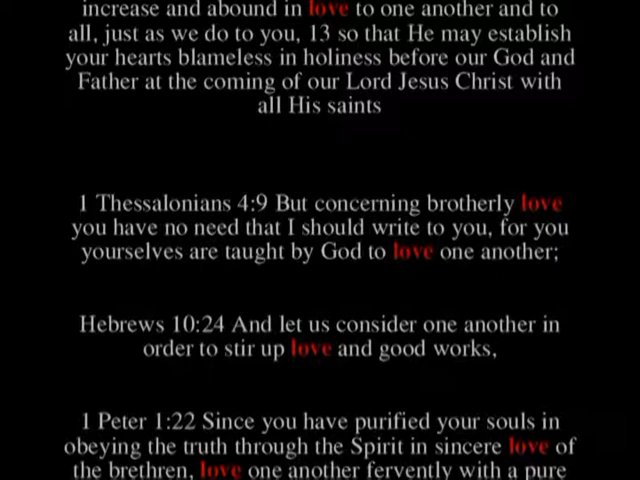 increase and abound in love to one another and to
all, just as we do to you, 13 so that He may establish
your hearts blameless in holiness before our God and
Father at the coming of our Lord Jesus Christ with
all His saints
1 Thessalonians 4:9 But concerning brotherly love
you have no need that I should write to you, for you
yourselves are taught by God to love one another;
Hebrews 10:24 And let us consider one another in
order to stir up love and good works,
1 Peter 1:22 Since you have purified your souls in
obeying the truth through the Spirit in sincere love of
the brethren, love one another fervently with a pure